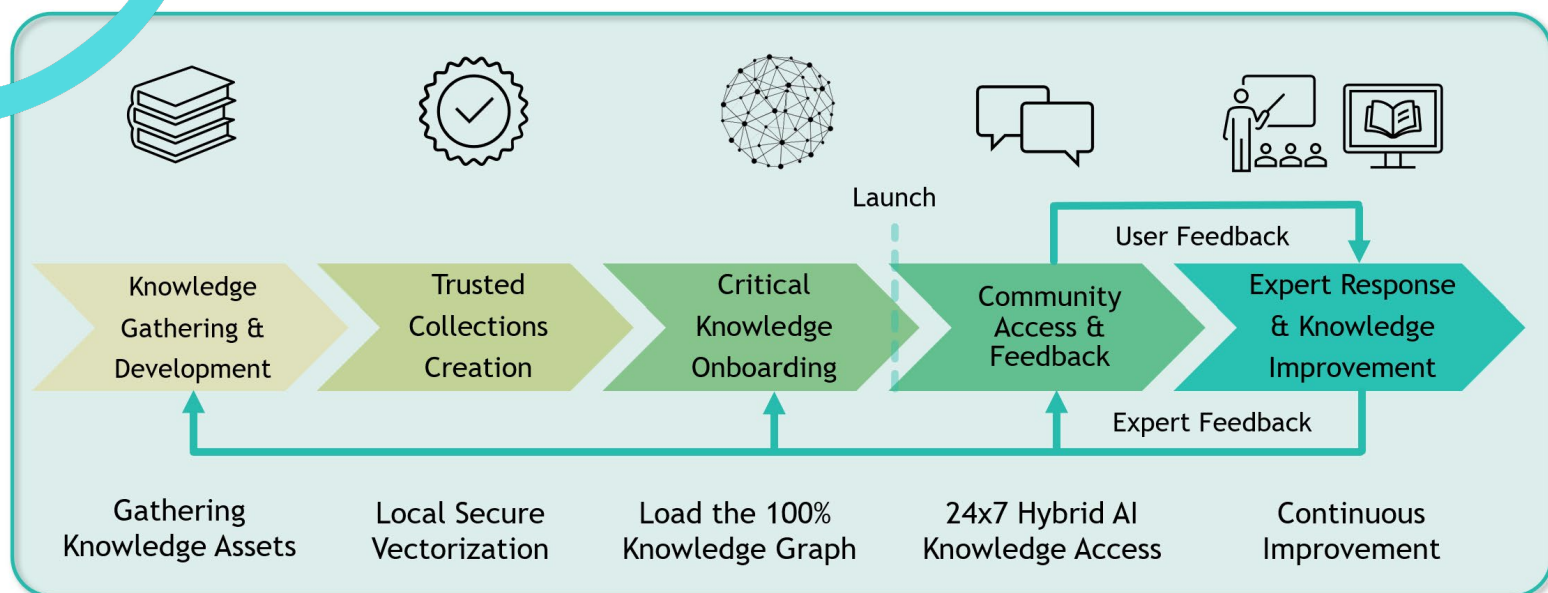 Launch
User Feedback
Knowledge
Gathering &
Development
Trusted
Collections
Creation
Critical
Knowledge
Onboarding
Community
Access &
Feedback
Expert Response
& Knowledge
Improvement
Expert Feedback
Gathering
Knowledge Assets
Local Secure
Vectorization
Load the 100%
Knowledge Graph
24x7 Hybrid AI
Knowledge Access
Continuous
Improvement